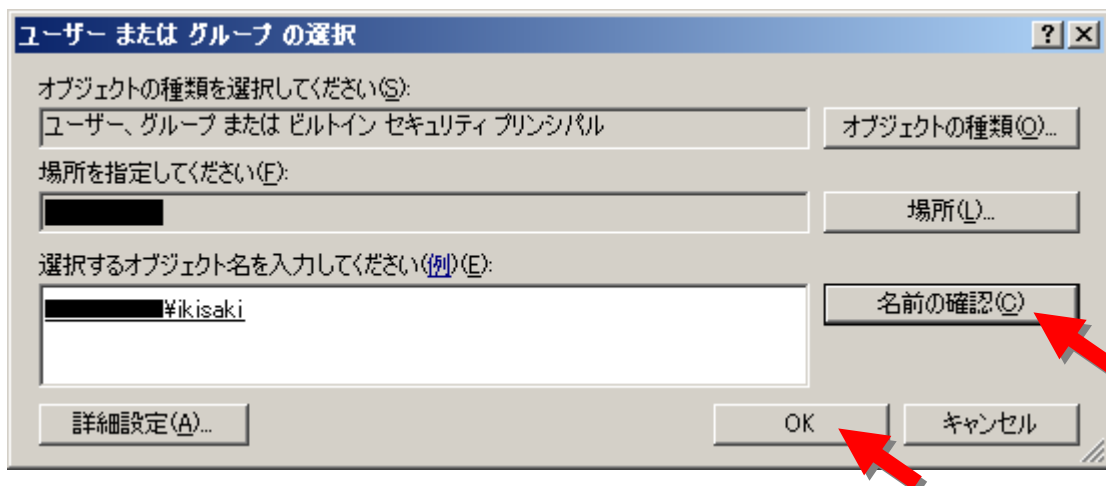 ユーザー または グループ の選択
オブジェクトの種類を選択してください(S):
ユーザー、グループ または ビルトイン セキュリティ プリンシパル
オブジェクトの種類(O)...
場所を指定してください(F):
場所(L)...
選択するオブジェクト名を入力してください(例)(E):
¥ikisaki
名前の確認(C)
詳細設定(A)...
OK
キャンセル